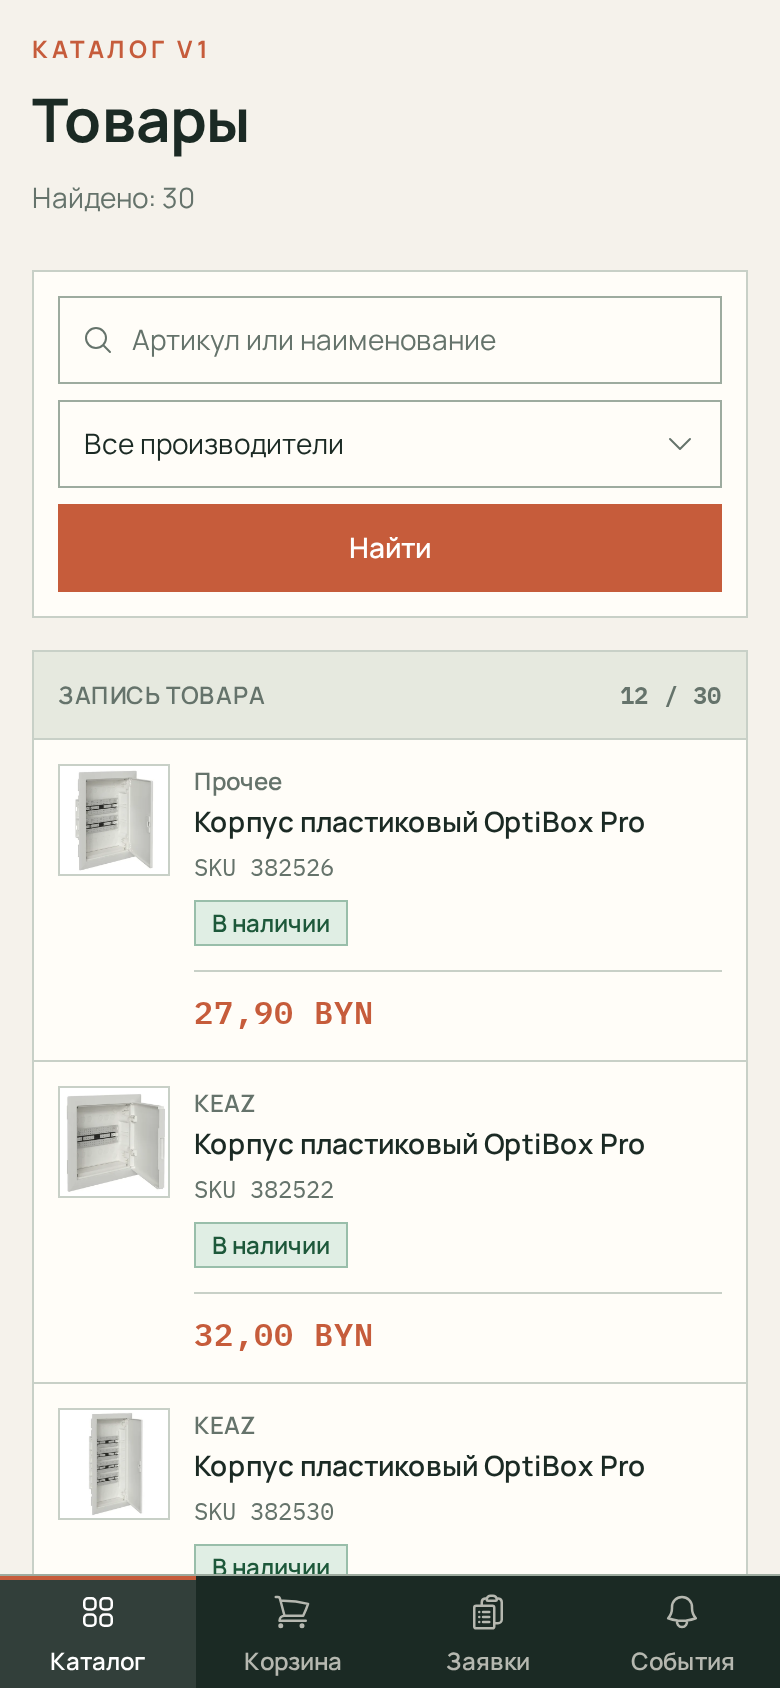 КАТАЛОГ V1
Товары
Найдено: 30
Артикул или наименование
Все производители
Найти
ЗАПИСЬ ТОВАРА 12 / 30
Прочее
Корпус пластиковый OptiBox Pro
SKU 382526
В наличии
27,90 BYN
KEAZ
Корпус пластиковый OptiBox Pro
SKU 382522
В наличии
32,00 BYN
KEAZ
Корпус пластиковый OptiBox Pro
SKU 382530
В наличии
Каталог Корзина Заявки События